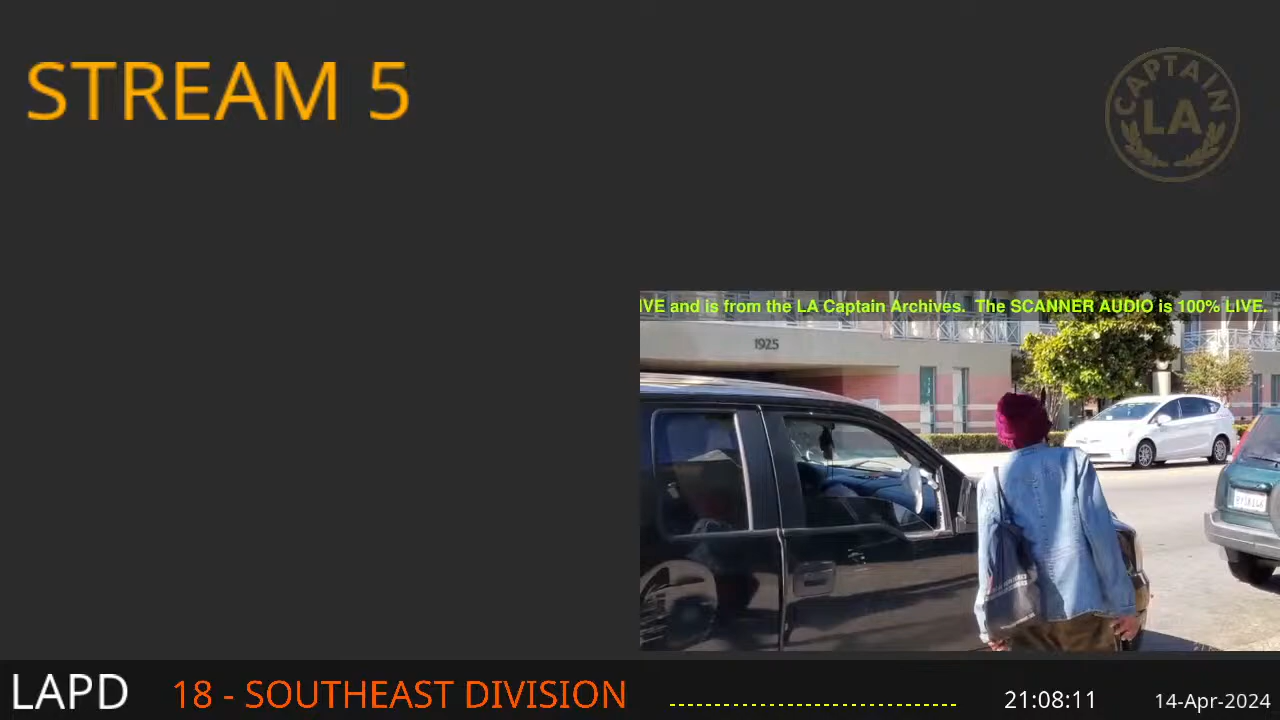 STREAM 5
CAPTAIN
LA
IVE and is from the LA Captain Archives. The SCANNER AUDIO is 100% LIVE.
1925
LAPD 18 - SOUTHEAST DIVISION 21:08:11 14-Apr-2024